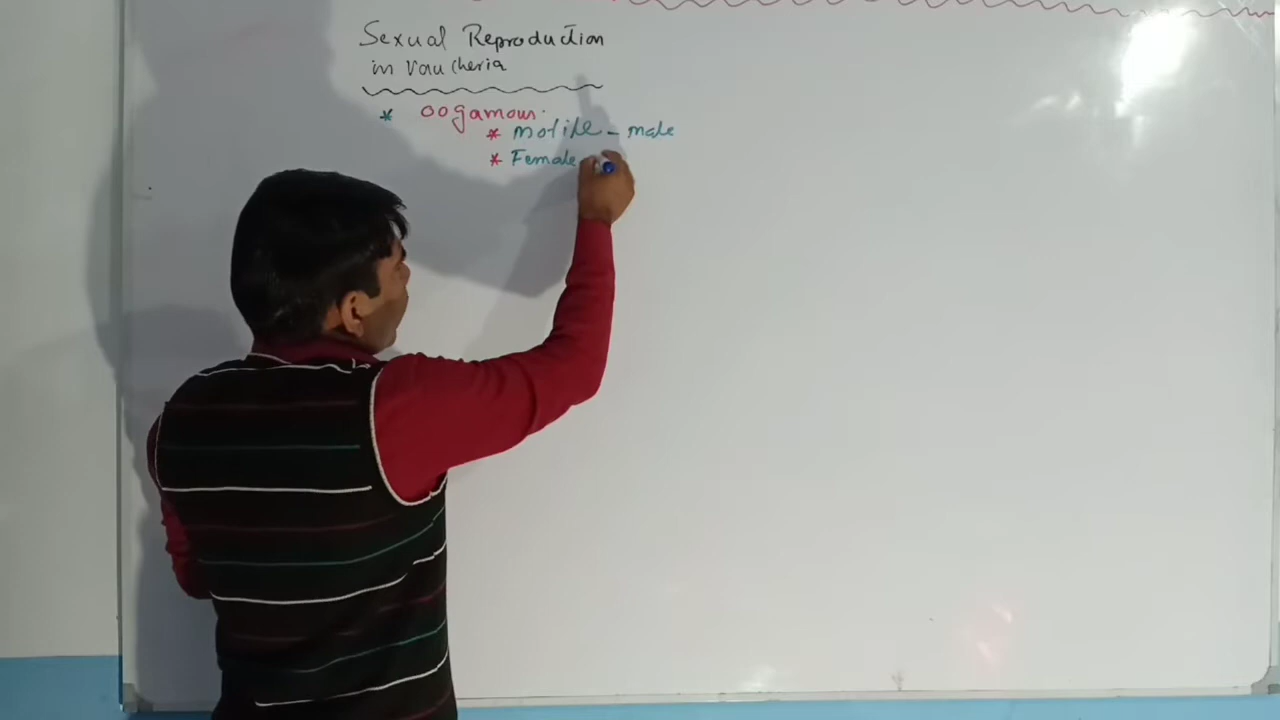 Sexual Reproduction
in Vaucheria
* oogamous.
* motile - male
* Female